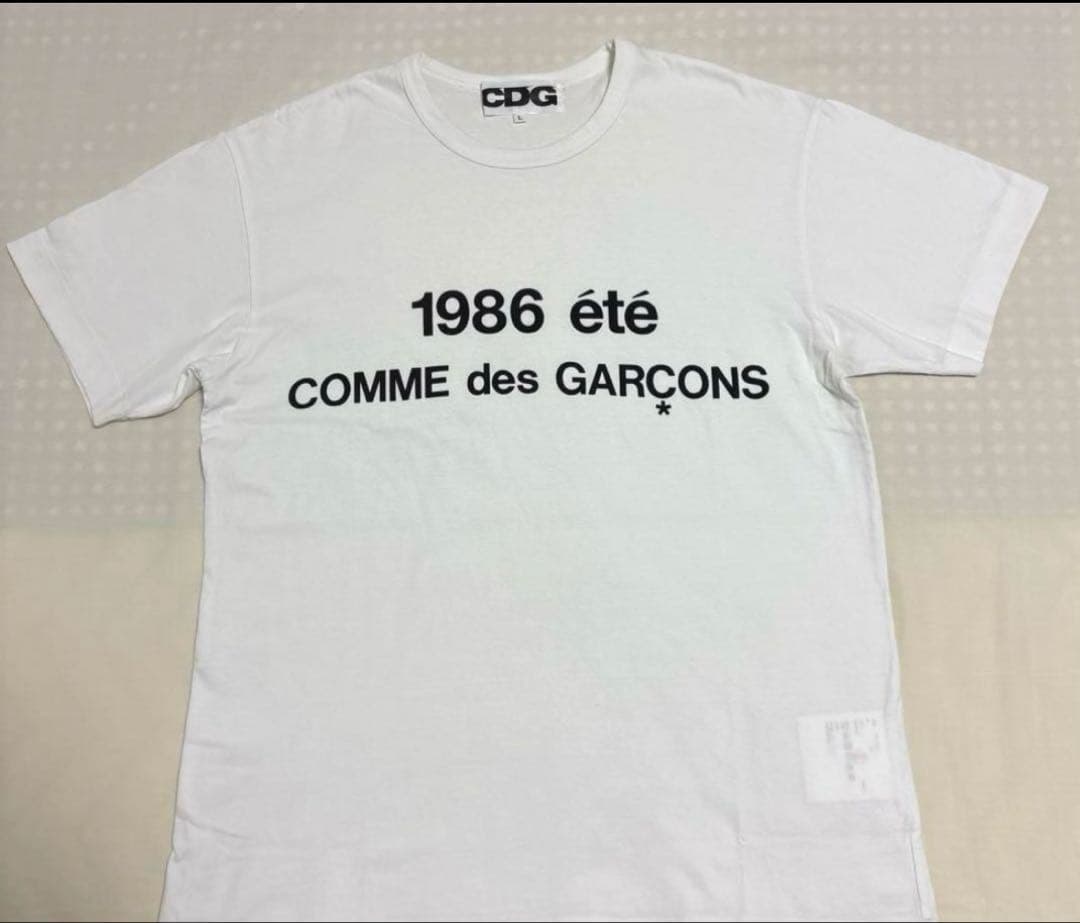 CDG
L
1986 été
COMME des GARÇONS
*